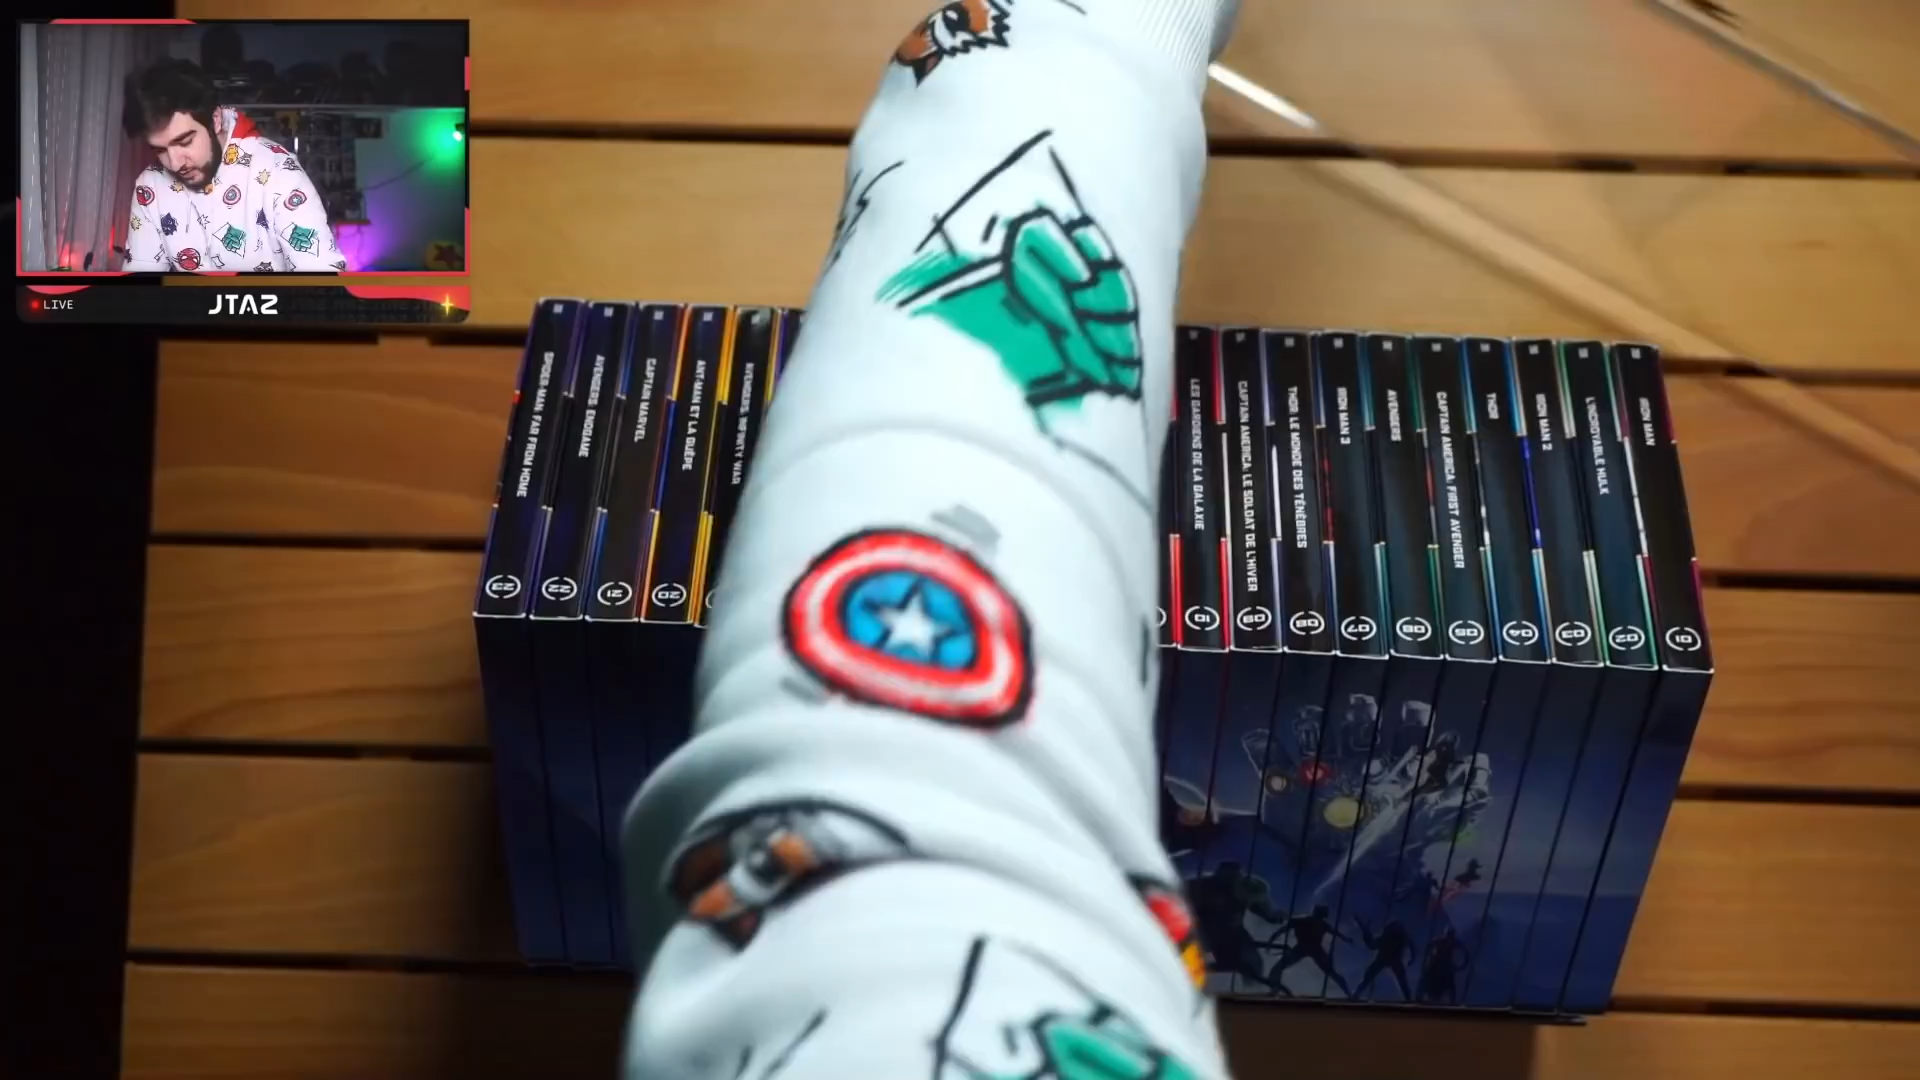 LIVE
JTAZ
SPIDER-MAN: FAR FROM HOME
23
AVENGERS: ENDGAME
22
CAPTAIN MARVEL
21
ANT-MAN ET LA GUÊPE
20
AVENGERS: INFINITY WAR
LES GARDIENS DE LA GALAXIE
10
CAPTAIN AMERICA: LE SOLDAT DE L'HIVER
09
THOR: LE MONDE DES TÉNÈBRES
08
IRON MAN 3
07
AVENGERS
06
CAPTAIN AMERICA: FIRST AVENGER
05
THOR
04
IRON MAN 2
03
L'INCROYABLE HULK
02
IRON MAN
01